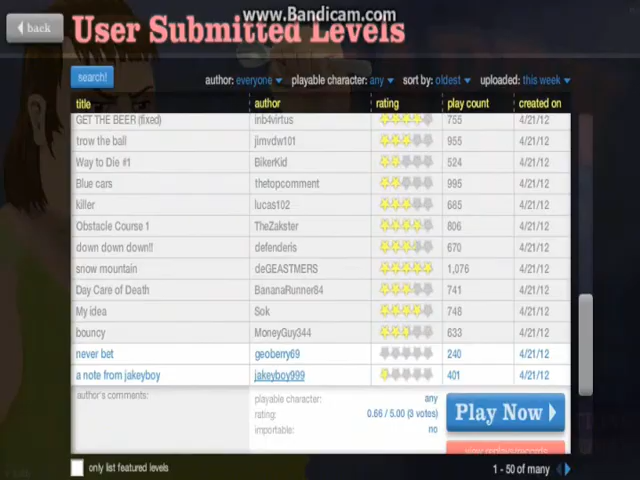 www.Bandicam.com
back
User Submitted Levels
search!
author: everyone playable character: any sort by: oldest uploaded: this week
title author rating play count created on
GET THE BEER (fixed) inb4virtus 755 4/21/12
trow the ball jimvdw101 955 4/21/12
Way to Die #1 BikerKid 524 4/21/12
Blue cars thetopcomment 995 4/21/12
killer lucas102 685 4/21/12
Obstacle Course 1 TheZakster 806 4/21/12
down down down!! defenderis 670 4/21/12
snow mountain deGEASTMERS 1,076 4/21/12
Day Care of Death BananaRunner84 741 4/21/12
My idea Sok 748 4/21/12
bouncy MoneyGuy344 633 4/21/12
never bet geoberry69 240 4/21/12
a note from jakeyboy jakeyboy999 401 4/21/12
author's comments: playable character: any
rating: 0.66 / 5.00 (3 votes)
importable: no
Play Now
view replays/records
only list featured levels 1 - 50 of many